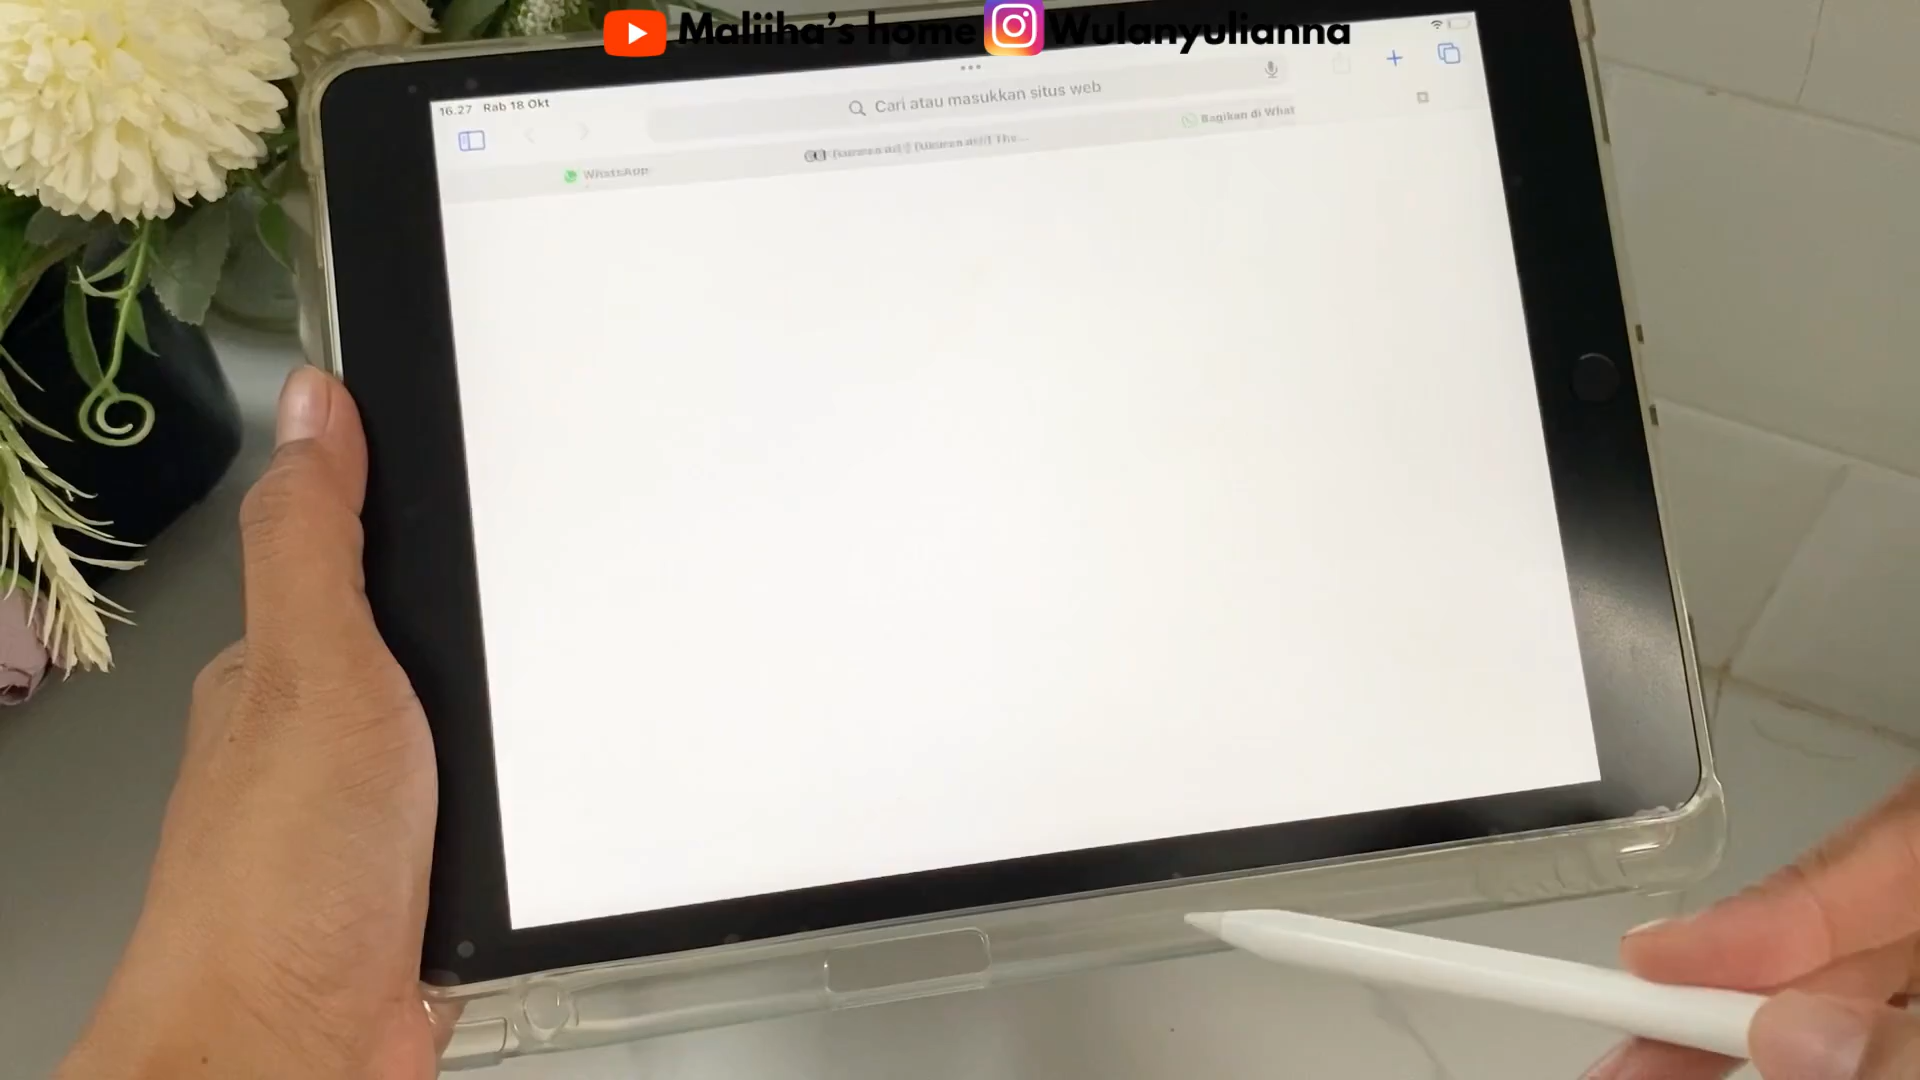 Maliiha's home Wulanyulianna
16.27 Rab 18 Okt
Cari atau masukkan situs web
WhatsApp
Bagikan di What